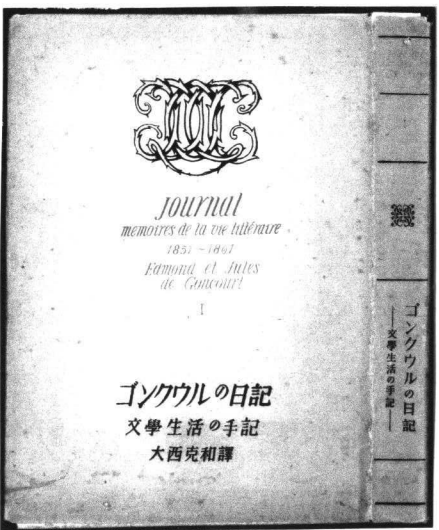 Journal
mémoires de la vie littéraire
1851-1861
Edmond et Jules
de Goncourt
I
ゴンクウルの日記
文學生活の手記
大西克和譯
ゴンクウルの日記
——文學生活の手記——